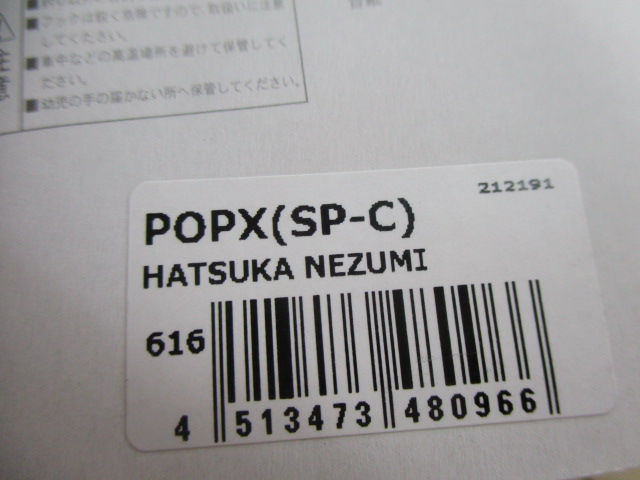 ■フックは鋭く危険ですので、取扱いに注意
してください。
■車中などの高温場所を避けて保管してく
ださい。
■幼児の手の届かない所へ保管してください。
212191
POPX(SP-C)
HATSUKA NEZUMI
616
4 513473 480966